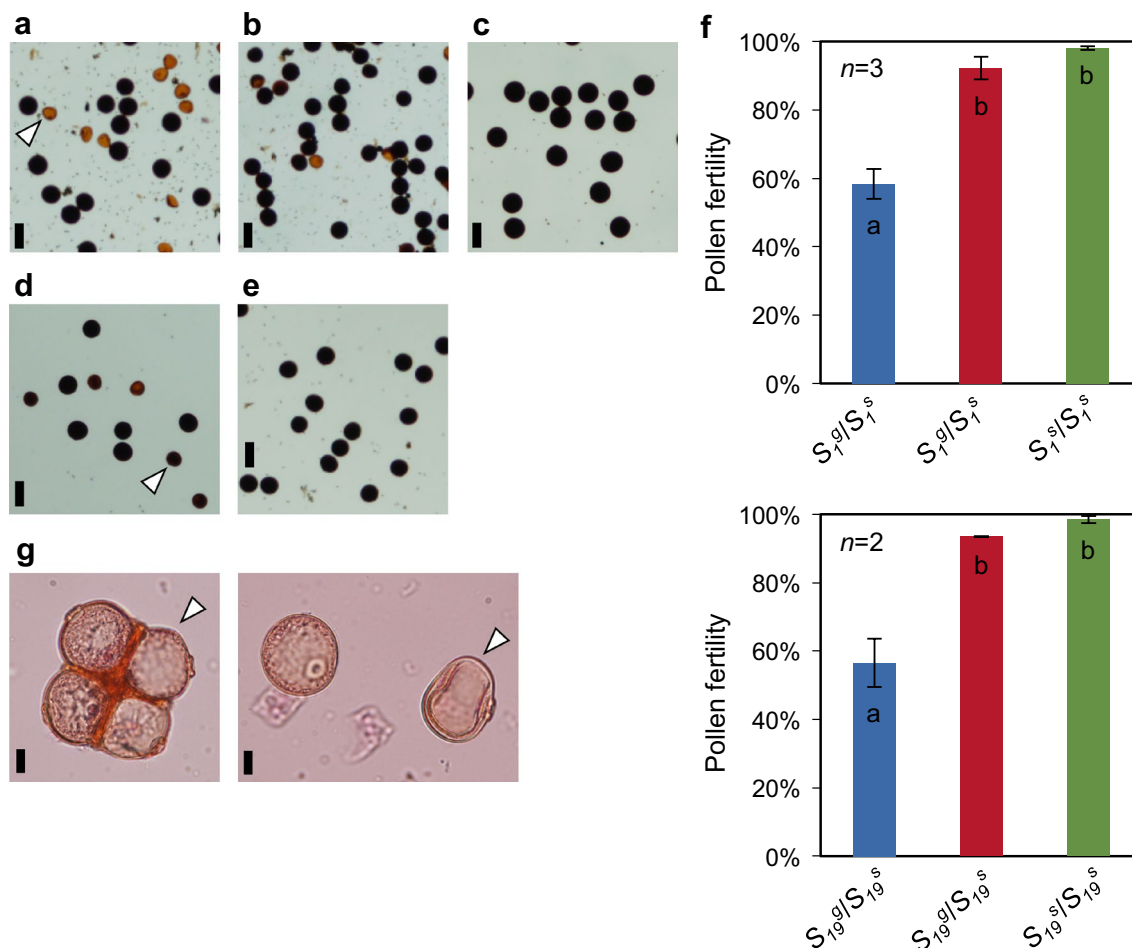 a
b
c
d
e
g
f
100%
80%
60%
40%
20%
0%
Pollen fertility
n=3
a
b
b
S₁ᵍ/S₁ˢ
S₁ᵍ/S₁ˢ
S₁ˢ/S₁ˢ
100%
80%
60%
40%
20%
0%
Pollen fertility
n=2
a
b
b
S₁₉ᵍ/S₁₉ˢ
S₁₉ᵍ/S₁₉ˢ
S₁₉ˢ/S₁₉ˢ